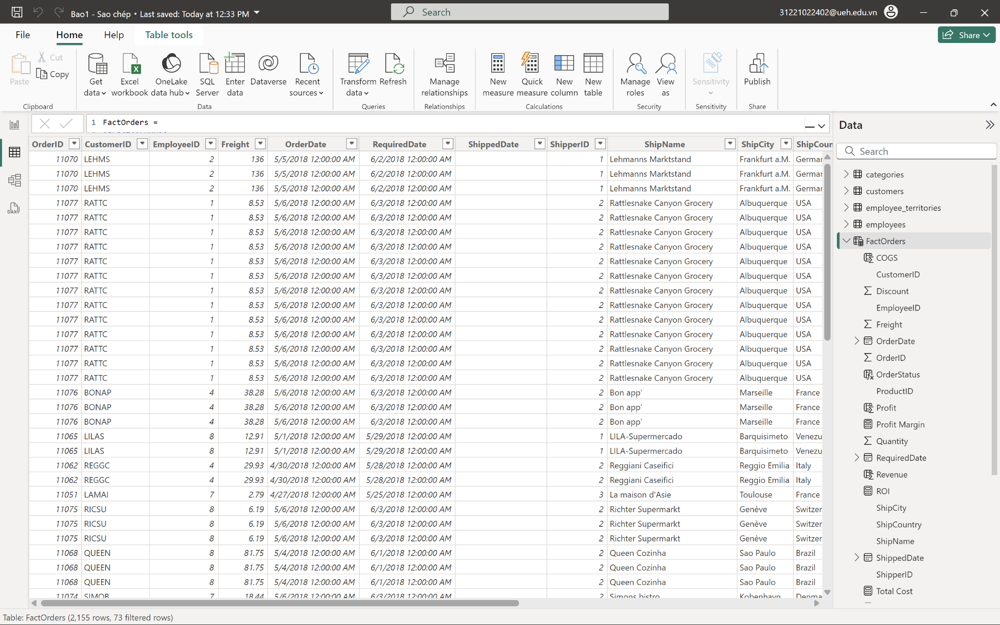 Bao1 - Sao chép • Last saved: Today at 12:33 PM
Search
31221022402@ueh.edu.vn
File Home Help Table tools
Share
Paste
Cut
Copy
Get data
Excel workbook
OneLake data hub
SQL Server
Enter data
Dataverse
Recent sources
Transform data
Refresh
Manage relationships
New measure
Quick measure
New column
New table
Manage roles
View as
Sensitivity
Publish
Clipboard Data Queries Relationships Calculations Security Sensitivity Share
1 FactOrders =
OrderID CustomerID EmployeeID Freight OrderDate RequiredDate ShippedDate ShipperID ShipName ShipCity ShipCoun
11070 LEHMS 2 136 5/5/2018 12:00:00 AM 6/2/2018 12:00:00 AM 1 Lehmanns Marktstand Frankfurt a.M. German
11070 LEHMS 2 136 5/5/2018 12:00:00 AM 6/2/2018 12:00:00 AM 1 Lehmanns Marktstand Frankfurt a.M. German
11070 LEHMS 2 136 5/5/2018 12:00:00 AM 6/2/2018 12:00:00 AM 1 Lehmanns Marktstand Frankfurt a.M. German
11077 RATTC 1 8.53 5/6/2018 12:00:00 AM 6/3/2018 12:00:00 AM 2 Rattlesnake Canyon Grocery Albuquerque USA
11077 RATTC 1 8.53 5/6/2018 12:00:00 AM 6/3/2018 12:00:00 AM 2 Rattlesnake Canyon Grocery Albuquerque USA
11077 RATTC 1 8.53 5/6/2018 12:00:00 AM 6/3/2018 12:00:00 AM 2 Rattlesnake Canyon Grocery Albuquerque USA
11077 RATTC 1 8.53 5/6/2018 12:00:00 AM 6/3/2018 12:00:00 AM 2 Rattlesnake Canyon Grocery Albuquerque USA
11077 RATTC 1 8.53 5/6/2018 12:00:00 AM 6/3/2018 12:00:00 AM 2 Rattlesnake Canyon Grocery Albuquerque USA
11077 RATTC 1 8.53 5/6/2018 12:00:00 AM 6/3/2018 12:00:00 AM 2 Rattlesnake Canyon Grocery Albuquerque USA
11077 RATTC 1 8.53 5/6/2018 12:00:00 AM 6/3/2018 12:00:00 AM 2 Rattlesnake Canyon Grocery Albuquerque USA
11077 RATTC 1 8.53 5/6/2018 12:00:00 AM 6/3/2018 12:00:00 AM 2 Rattlesnake Canyon Grocery Albuquerque USA
11077 RATTC 1 8.53 5/6/2018 12:00:00 AM 6/3/2018 12:00:00 AM 2 Rattlesnake Canyon Grocery Albuquerque USA
11077 RATTC 1 8.53 5/6/2018 12:00:00 AM 6/3/2018 12:00:00 AM 2 Rattlesnake Canyon Grocery Albuquerque USA
11077 RATTC 1 8.53 5/6/2018 12:00:00 AM 6/3/2018 12:00:00 AM 2 Rattlesnake Canyon Grocery Albuquerque USA
11077 RATTC 1 8.53 5/6/2018 12:00:00 AM 6/3/2018 12:00:00 AM 2 Rattlesnake Canyon Grocery Albuquerque USA
11077 RATTC 1 8.53 5/6/2018 12:00:00 AM 6/3/2018 12:00:00 AM 2 Rattlesnake Canyon Grocery Albuquerque USA
11076 BONAP 4 38.28 5/6/2018 12:00:00 AM 6/3/2018 12:00:00 AM 2 Bon app' Marseille France
11076 BONAP 4 38.28 5/6/2018 12:00:00 AM 6/3/2018 12:00:00 AM 2 Bon app' Marseille France
11076 BONAP 4 38.28 5/6/2018 12:00:00 AM 6/3/2018 12:00:00 AM 2 Bon app' Marseille France
11065 LILAS 8 12.91 5/1/2018 12:00:00 AM 5/29/2018 12:00:00 AM 1 LILA-Supermercado Barquisimeto Venezu
11065 LILAS 8 12.91 5/1/2018 12:00:00 AM 5/29/2018 12:00:00 AM 1 LILA-Supermercado Barquisimeto Venezu
11062 REGGC 4 29.93 4/30/2018 12:00:00 AM 5/28/2018 12:00:00 AM 2 Reggiani Caseifici Reggio Emilia Italy
11062 REGGC 4 29.93 4/30/2018 12:00:00 AM 5/28/2018 12:00:00 AM 2 Reggiani Caseifici Reggio Emilia Italy
11051 LAMAI 7 2.79 4/27/2018 12:00:00 AM 5/25/2018 12:00:00 AM 3 La maison d'Asie Toulouse France
11075 RICSU 8 6.19 5/6/2018 12:00:00 AM 6/3/2018 12:00:00 AM 2 Richter Supermarkt Genève Switzer
11075 RICSU 8 6.19 5/6/2018 12:00:00 AM 6/3/2018 12:00:00 AM 2 Richter Supermarkt Genève Switzer
11075 RICSU 8 6.19 5/6/2018 12:00:00 AM 6/3/2018 12:00:00 AM 2 Richter Supermarkt Genève Switzer
11068 QUEEN 8 81.75 5/4/2018 12:00:00 AM 6/1/2018 12:00:00 AM 2 Queen Cozinha Sao Paulo Brazil
11068 QUEEN 8 81.75 5/4/2018 12:00:00 AM 6/1/2018 12:00:00 AM 2 Queen Cozinha Sao Paulo Brazil
11068 QUEEN 8 81.75 5/4/2018 12:00:00 AM 6/1/2018 12:00:00 AM 2 Queen Cozinha Sao Paulo Brazil
11074 SIMOB 7 18.44 5/6/2018 12:00:00 AM 6/3/2018 12:00:00 AM 2 Simons bistro Kobenhavn Denma
Data
Search
categories
customers
employee_territories
employees
FactOrders
COGS
CustomerID
Discount
EmployeeID
Freight
OrderDate
OrderID
OrderStatus
ProductID
Profit
Profit Margin
Quantity
RequiredDate
Revenue
ROI
ShipCity
ShipCountry
ShipName
ShippedDate
ShipperID
Total Cost
DAX
Table: FactOrders (2,155 rows, 73 filtered rows)